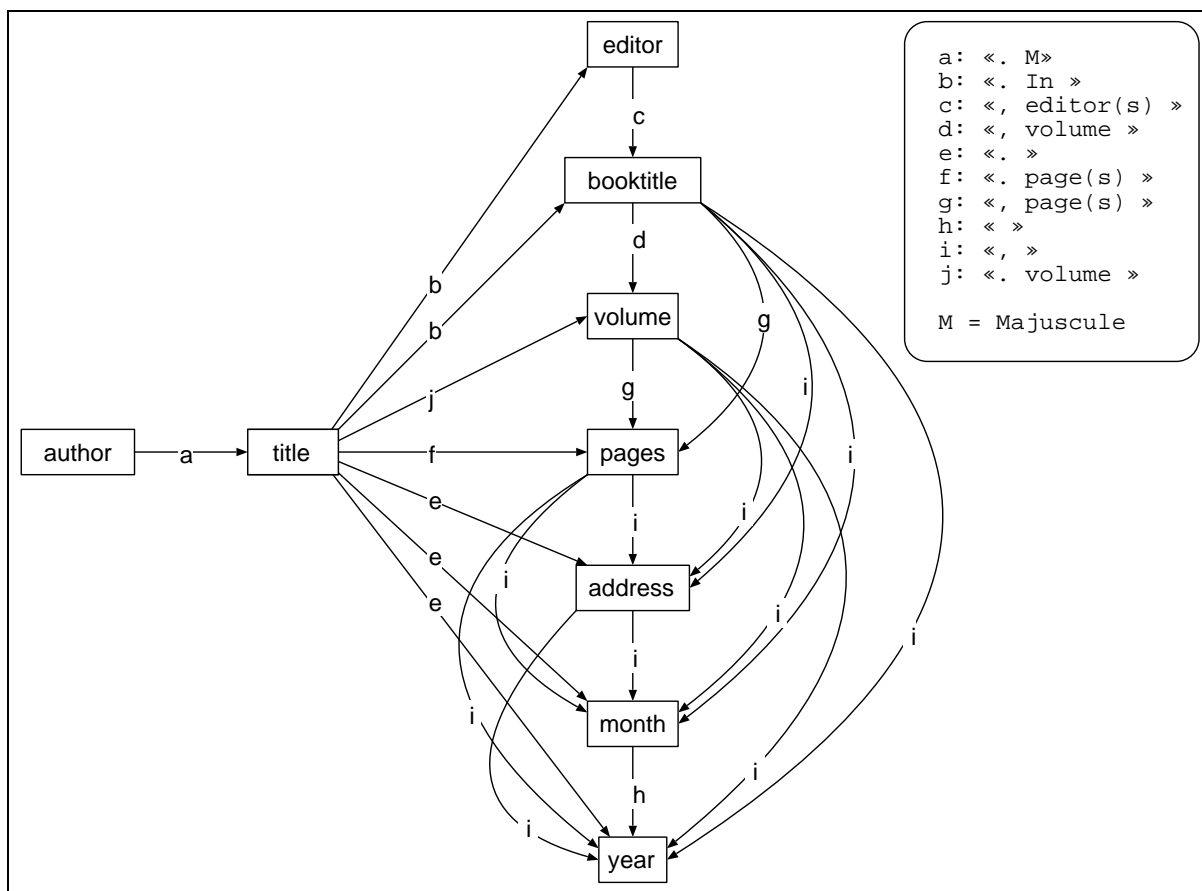 editor
a: «. M»
b: «. In »
c: «, editor(s) »
d: «, volume »
e: «. »
f: «. page(s) »
g: «, page(s) »
h: « »
i: «, »
j: «. volume »
M = Majuscule
c
booktitle
d
b
volume
g
b
i
j
g
author
a
title
f
pages
i
e
i
i
e
i
address
e
i
i
i
month
i
i
h
i
year